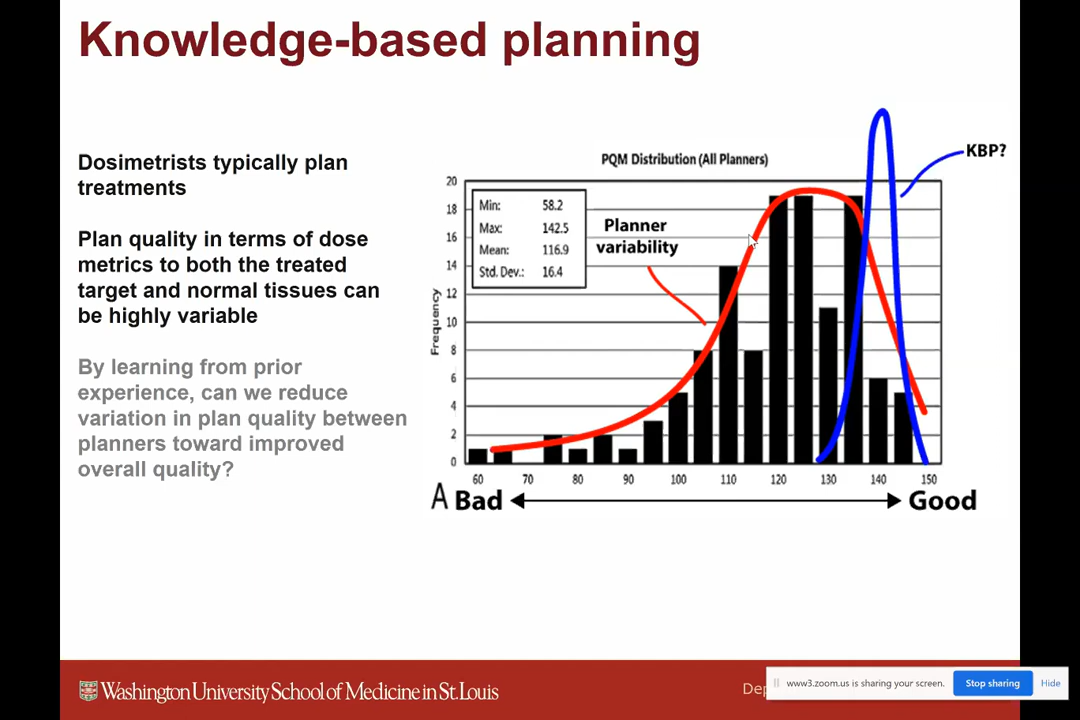 Knowledge-based planning
Dosimetrists typically plan
treatments
Plan quality in terms of dose
metrics to both the treated
target and normal tissues can
be highly variable
By learning from prior
experience, can we reduce
variation in plan quality between
planners toward improved
overall quality?
PQM Distribution (All Planners)
KBP?
Min: 58.2
Max: 142.5
Mean: 116.9
Std. Dev.: 16.4
Planner
variability
Frequency
20
18
16
14
12
10
8
6
4
2
0
60 70 80 90 100 110 120 130 140 150
A Bad Good
Washington University School of Medicine in St. Louis
www3.zoom.us is sharing your screen. Stop sharing Hide